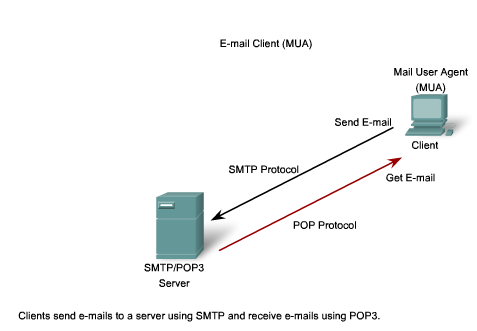 E-mail Client (MUA)
Mail User Agent
(MUA)
Send E-mail
Client
SMTP Protocol
Get E-mail
POP Protocol
SMTP/POP3
Server
Clients send e-mails to a server using SMTP and receive e-mails using POP3.